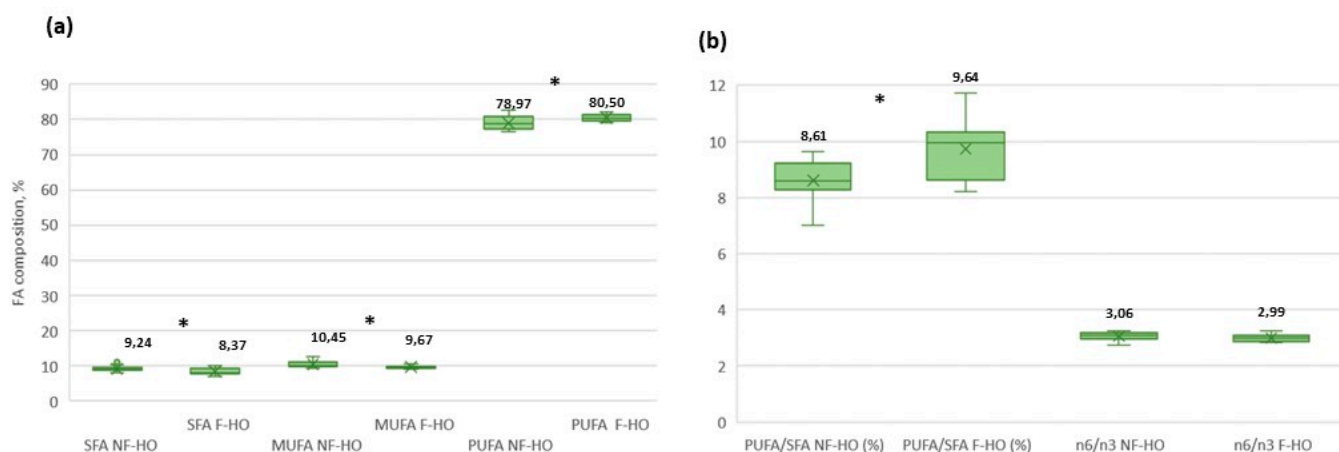 (a)
FA composition, %
90
80
70
60
50
40
30
20
10
0
*
78,97
80,50
*
*
9,24
8,37
10,45
9,67
SFA F-HO
MUFA F-HO
PUFA F-HO
SFA NF-HO
MUFA NF-HO
PUFA NF-HO
(b)
12
10
8
6
4
2
0
9,64
*
8,61
3,06
2,99
PUFA/SFA NF-HO (%)
PUFA/SFA F-HO (%)
n6/n3 NF-HO
n6/n3 F-HO